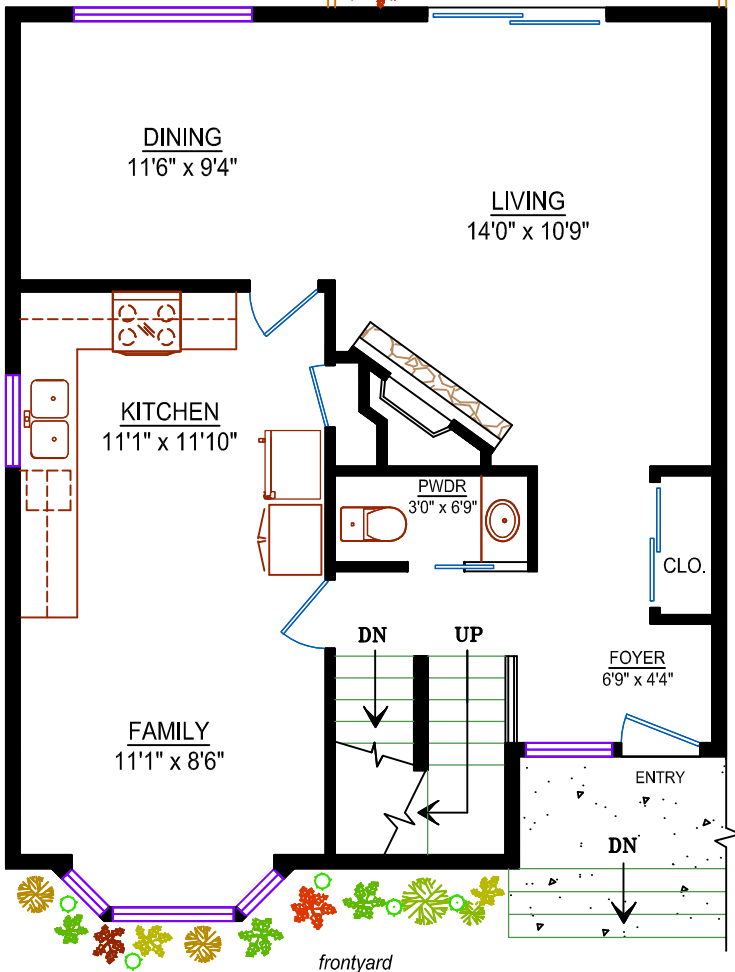 DINING
11'6" x 9'4"
LIVING
14'0" x 10'9"
KITCHEN
11'1" x 11'10"
PWDR
3'0" x 6'9"
CLO.
DN
UP
FOYER
6'9" x 4'4"
FAMILY
11'1" x 8'6"
ENTRY
DN
frontyard